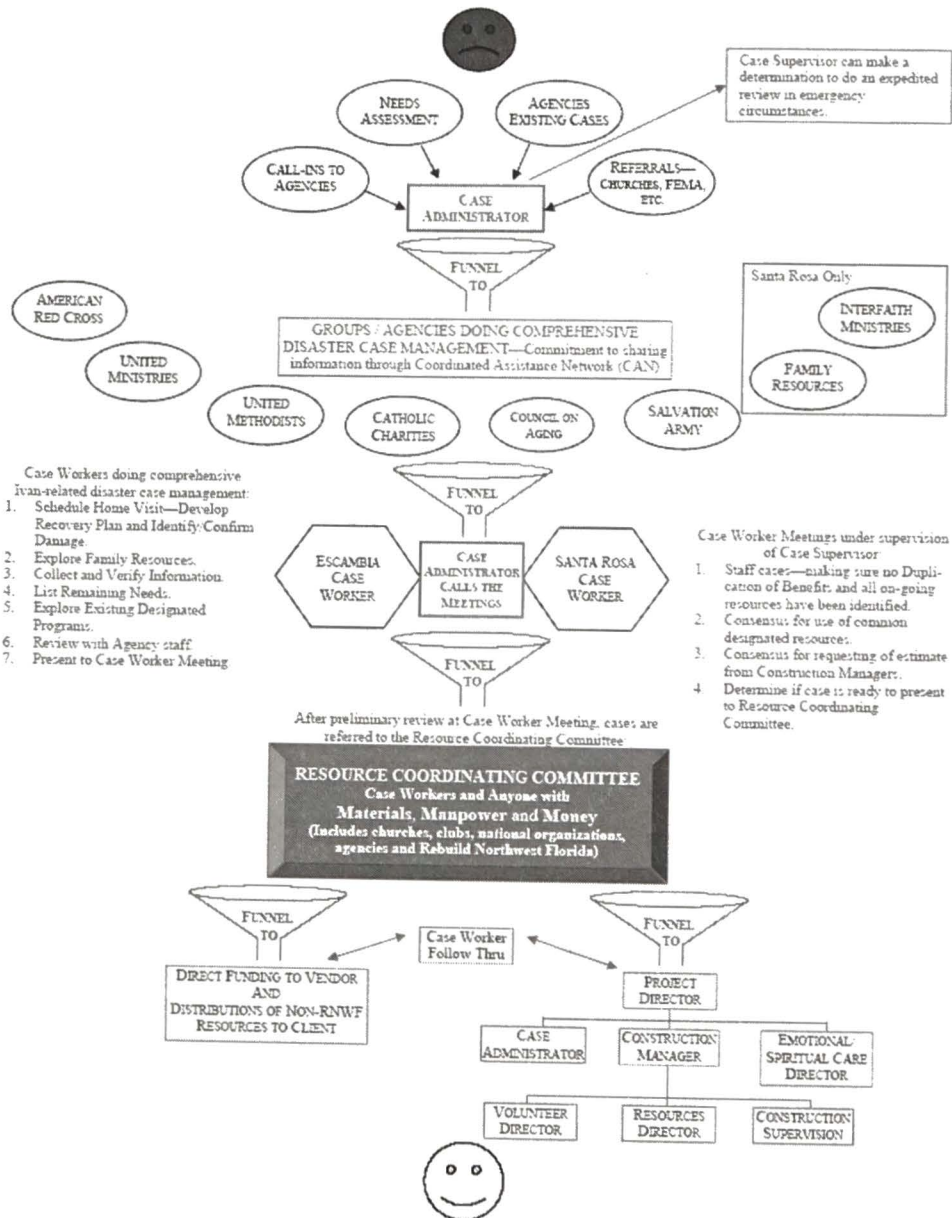 Case Supervisor can make a
determination to do an expedited
review in emergency
circumstances.
NEEDS
ASSESSMENT
AGENCIES
EXISTING CASES
CALL-INS TO
AGENCIES
REFERRALS—
CHURCHES, FEMA,
ETC.
CASE
ADMINISTRATOR
FUNNEL
TO
Santa Rosa Only
AMERICAN
RED CROSS
INTERFAITH
MINISTRIES
GROUPS / AGENCIES DOING COMPREHENSIVE
DISASTER CASE MANAGEMENT—Commitment to sharing
information through Coordinated Assistance Network (CAN)
UNITED
MINISTRIES
FAMILY
RESOURCES
UNITED
METHODISTS
CATHOLIC
CHARITIES
COUNCIL ON
AGING
SALVATION
ARMY
FUNNEL
TO
Case Workers doing comprehensive
Ivan-related disaster case management:
1. Schedule Home Visit—Develop
Recovery Plan and Identify/Confirm
Damage.
2. Explore Family Resources.
3. Collect and Verify Information.
4. List Remaining Needs.
5. Explore Existing Designated
Programs.
6. Review with Agency staff.
7. Present to Case Worker Meeting
ESCAMBIA
CASE
WORKER
CASE
ADMINISTRATOR
CALLS THE
MEETINGS
SANTA ROSA
CASE
WORKER
Case Worker Meetings under supervision
of Case Supervisor:
1. Staff cases—making sure no Dupli-
cation of Benefits and all on-going
resources have been identified.
2. Consensus for use of common
designated resources.
3. Consensus for requesting of estimate
from Construction Managers.
4. Determine if case is ready to present
to Resource Coordinating
Committee.
FUNNEL
TO
After preliminary review at Case Worker Meeting, cases are
referred to the Resource Coordinating Committee
RESOURCE COORDINATING COMMITTEE
Case Workers and Anyone with
Materials, Manpower and Money
(Includes churches, clubs, national organizations,
agencies and Rebuild Northwest Florida)
FUNNEL
TO
FUNNEL
TO
Case Worker
Follow Thru
DIRECT FUNDING TO VENDOR
AND
DISTRIBUTIONS OF NON-RNWF
RESOURCES TO CLIENT
PROJECT
DIRECTOR
CASE
ADMINISTRATOR
CONSTRUCTION
MANAGER
EMOTIONAL/
SPIRITUAL CARE
DIRECTOR
VOLUNTEER
DIRECTOR
RESOURCES
DIRECTOR
CONSTRUCTION
SUPERVISION